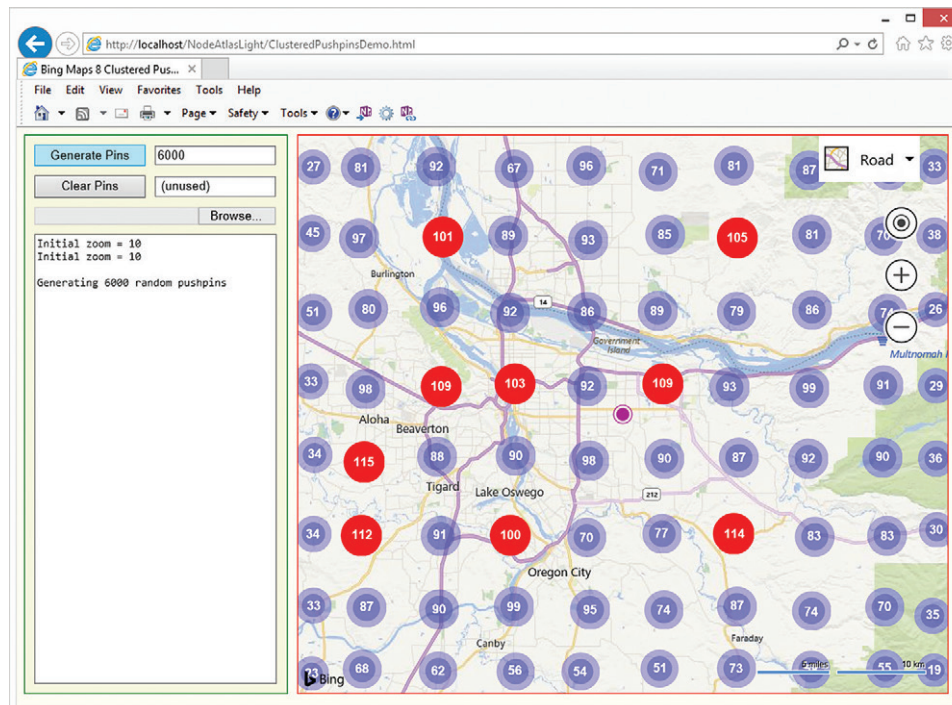 http://localhost/NodeAtlasLight/ClusteredPushpinsDemo.html
Bing Maps 8 Clustered Pus...
File Edit View Favorites Tools Help
Page Safety Tools
Generate Pins 6000
Clear Pins (unused)
Browse...
Initial zoom = 10
Initial zoom = 10
Generating 6000 random pushpins
27 81 92 67 96 71 81 87 33
Road
45 97 101 89 93 85 105 81 70 38
Burlington
51 80 96 92 14 86 89 79 86 74 26
Government
Island
Multnomah
33 98 109 103 92 109 93 99 91 29
Aloha
Beaverton
34 115 88 90 98 90 87 92 90 36
Tigard
Lake Oswego
212
34 112 91 100 70 77 114 83 83 30
Oregon City
33 87 90 99 95 74 87 74 70 35
Canby
Faraday
68 62 56 54 51 73 55 19
5 miles 10 km
Bing